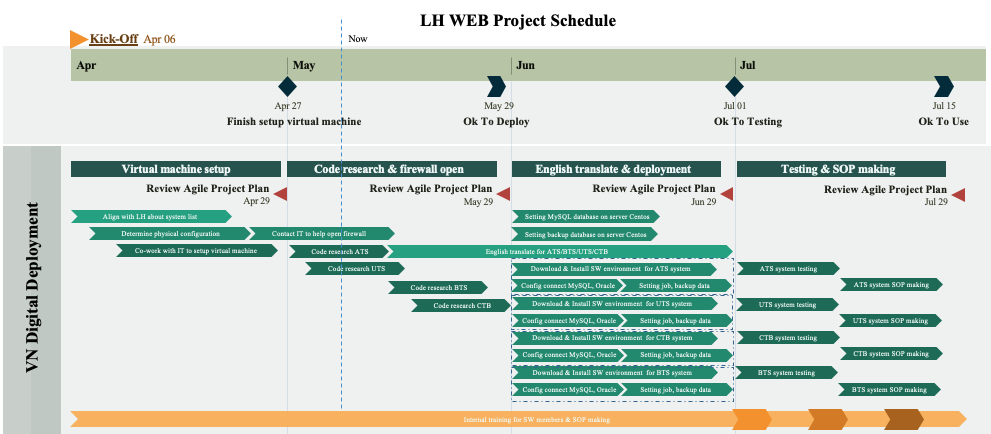 LH WEB Project Schedule
Kick-Off Apr 06
Now
Apr
May
Jun
Jul
Apr 27
May 29
Jul 01
Jul 15
Finish setup virtual machine
Ok To Deploy
Ok To Testing
Ok To Use
VN Digital Deployment
Virtual machine setup
Code research & firewall open
English translate & deployment
Testing & SOP making
Review Agile Project Plan
Apr 29
Review Agile Project Plan
May 29
Review Agile Project Plan
Jun 29
Review Agile Project Plan
Jul 29
Align with LH about system list
Setting MySQL database on server Centos
Determine physical configuration
Contact IT to help open firewall
Setting backup database on server Centos
Co-work with IT to setup virtual machine
Code research ATS
English translate for ATS/BTS/UTS/CTB
Code research UTS
Download & Install SW environment for ATS system
ATS system testing
Code research BTS
Config connect MySQL, Oracle
Setting job, backup data
ATS system SOP making
Code research CTB
Download & Install SW environment for UTS system
UTS system testing
Config connect MySQL, Oracle
Setting job, backup data
UTS system SOP making
Download & Install SW environment for CTB system
CTB system testing
Config connect MySQL, Oracle
Setting job, backup data
CTB system SOP making
Download & Install SW environment for BTS system
BTS system testing
Config connect MySQL, Oracle
Setting job, backup data
BTS system SOP making
Internal training for SW members & SOP making